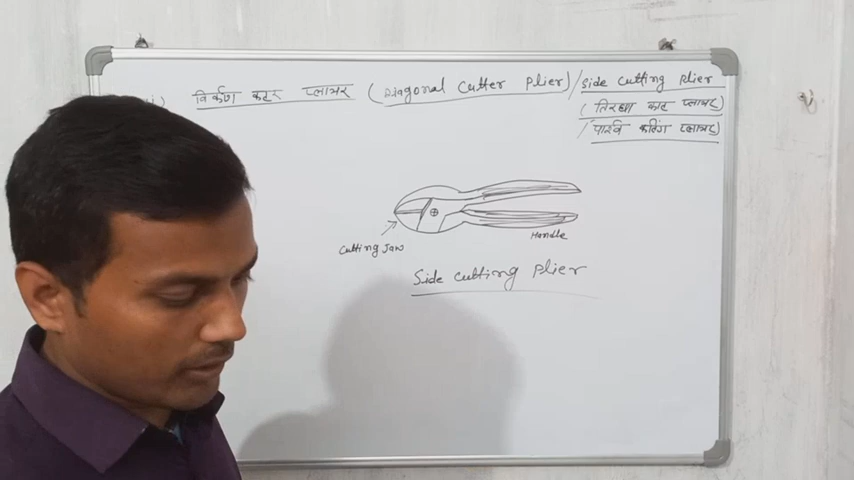 विकर्ण कटर प्लायर (Diagonal Cutter Plier) / Side Cutting Plier
(तिरछा काट प्लायर)
/ पार्श्व कटिंग प्लायर)
Cutting Jaw
Handle
Side Cutting Plier